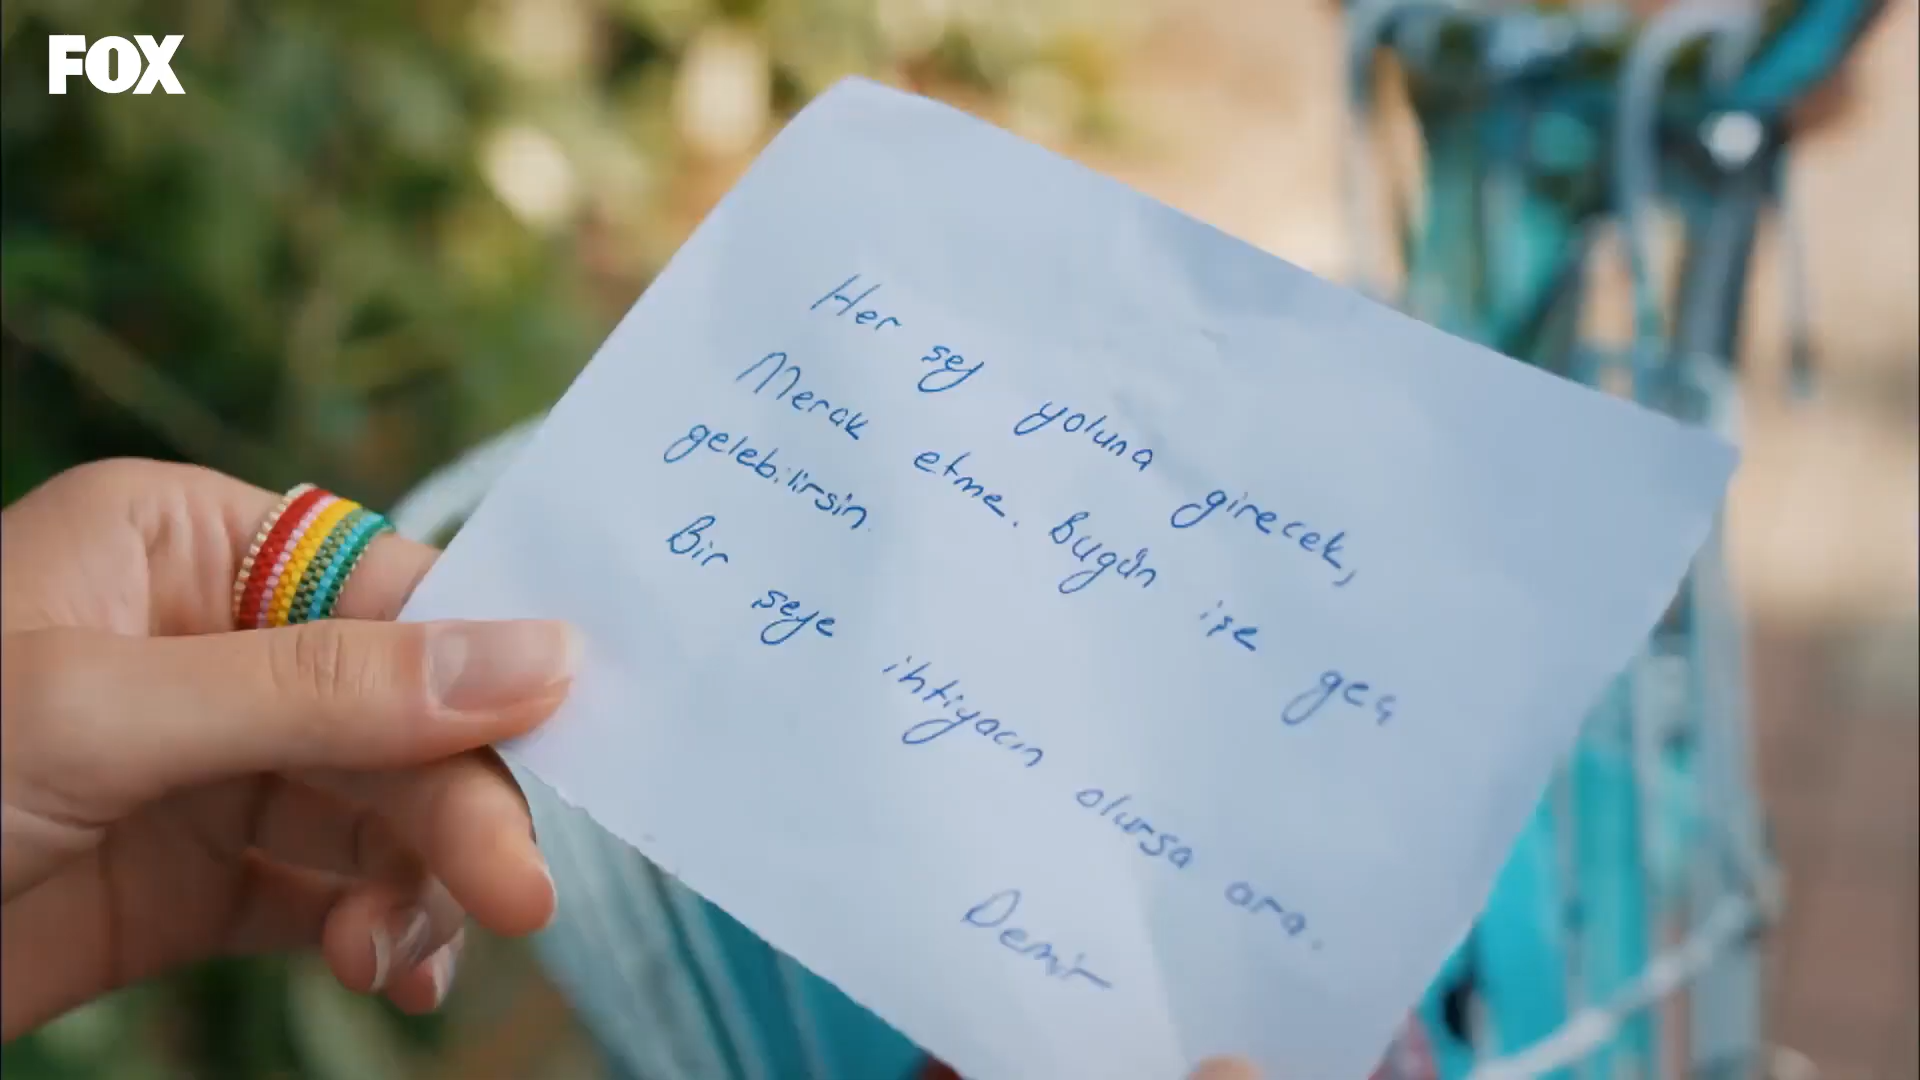 FOX
Her şey yoluna girecek,
Merak etme. Bugün işe geç
gelebilirsin.
Bir şeye ihtiyacın olursa ara.
Demir